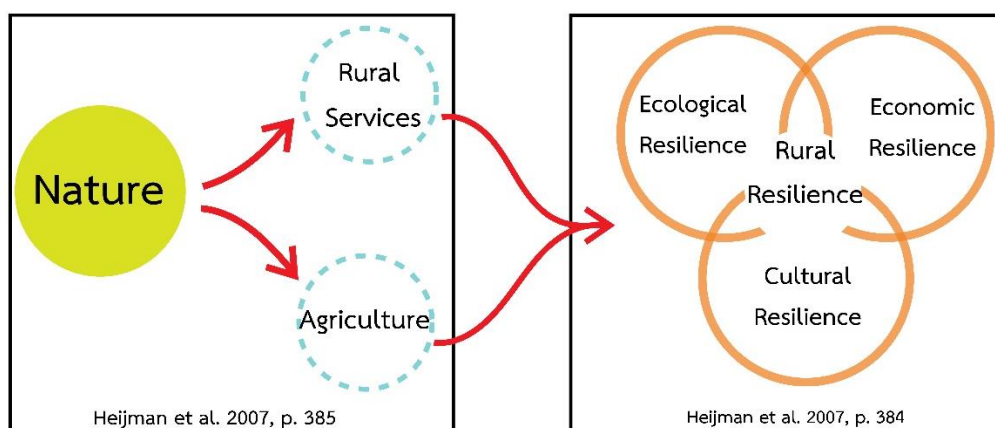 Nature
Rural
Services
Agriculture
Heijman et al. 2007, p. 385
Ecological
Resilience
Economic
Resilience
Rural
Resilience
Cultural
Resilience
Heijman et al. 2007, p. 384